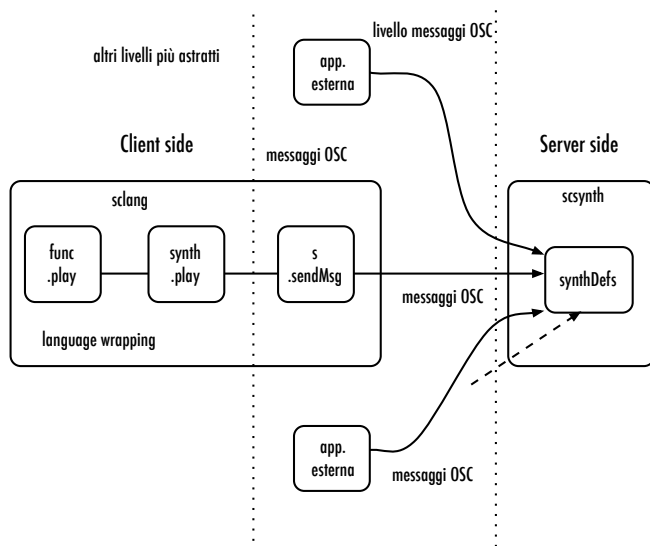 livello messaggi OSC
altri livelli più astratti
app.
esterna
Client side
messaggi OSC
Server side
sclang
scsynth
func
.play
synth
.play
s
.sendMsg
synthDefs
messaggi OSC
language wrapping
app.
esterna
messaggi OSC